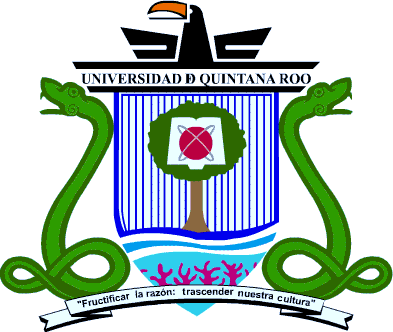 UNIVERSIDAD D QUINTANA ROO
"Fructificar la razón: trascender nuestra cultura"